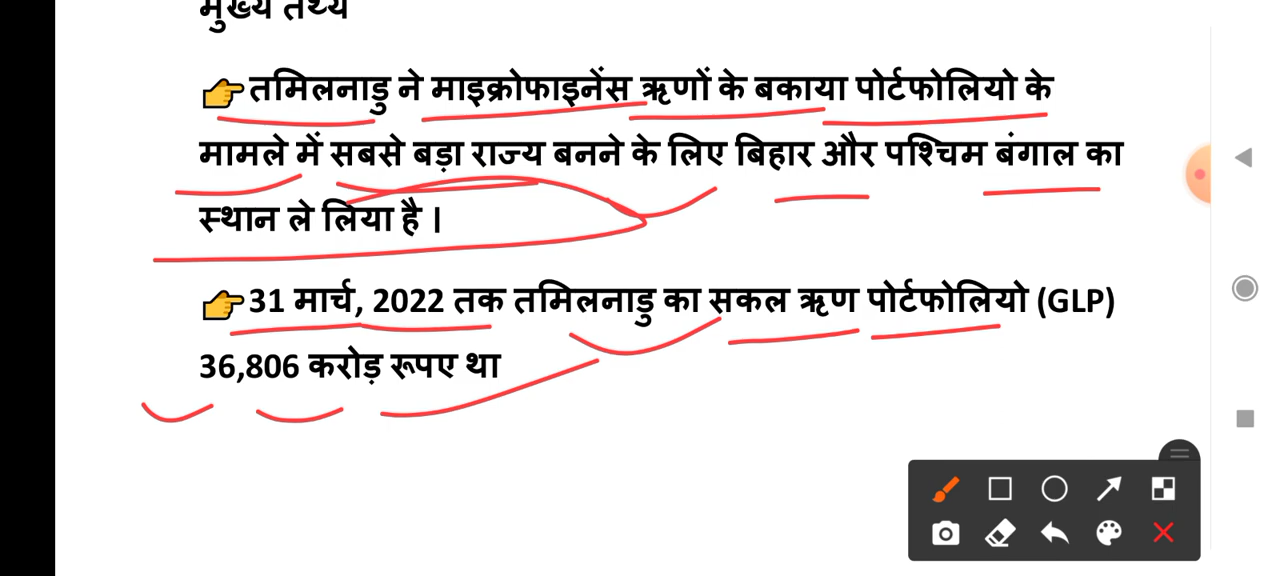 मुख्य तथ्य
👉तमिलनाडु ने माइक्रोफाइनेंस ऋणों के बकाया पोर्टफोलियो के
मामले में सबसे बड़ा राज्य बनने के लिए बिहार और पश्चिम बंगाल का
स्थान ले लिया है।
👉31 मार्च, 2022 तक तमिलनाडु का सकल ऋण पोर्टफोलियो (GLP)
36,806 करोड़ रूपए था